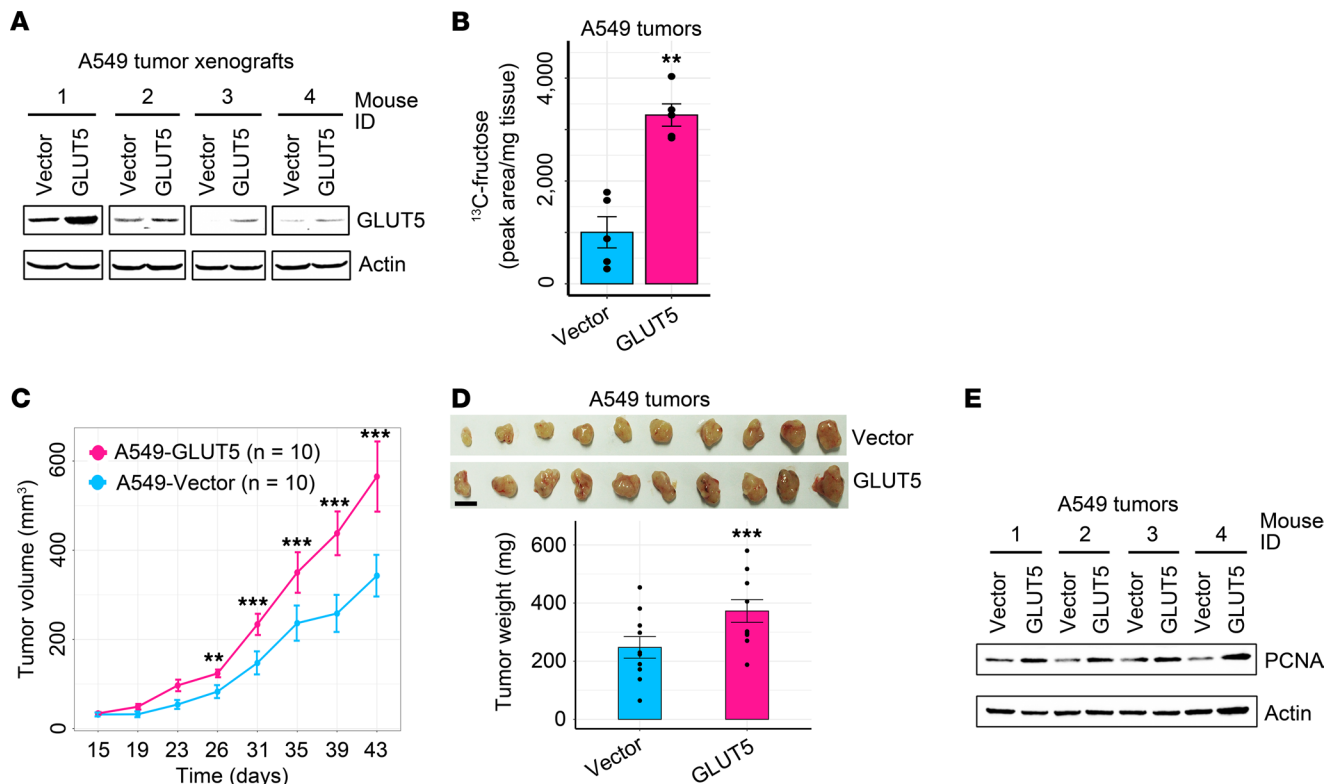 A
A549 tumor xenografts
1 2 3 4 Mouse ID
Vector GLUT5 Vector GLUT5 Vector GLUT5 Vector GLUT5
GLUT5
Actin
B
A549 tumors
**
13C-fructose
(peak area/mg tissue)
4,000
2,000
0
Vector GLUT5
C
Tumor volume (mm3)
600
400
200
0
A549-GLUT5 (n = 10)
A549-Vector (n = 10)
** *** *** *** ***
15 19 23 26 31 35 39 43
Time (days)
D
A549 tumors
Vector
GLUT5
Tumor weight (mg)
600
400
200
0
***
Vector GLUT5
E
A549 tumors
1 2 3 4 Mouse ID
Vector GLUT5 Vector GLUT5 Vector GLUT5 Vector GLUT5
PCNA
Actin